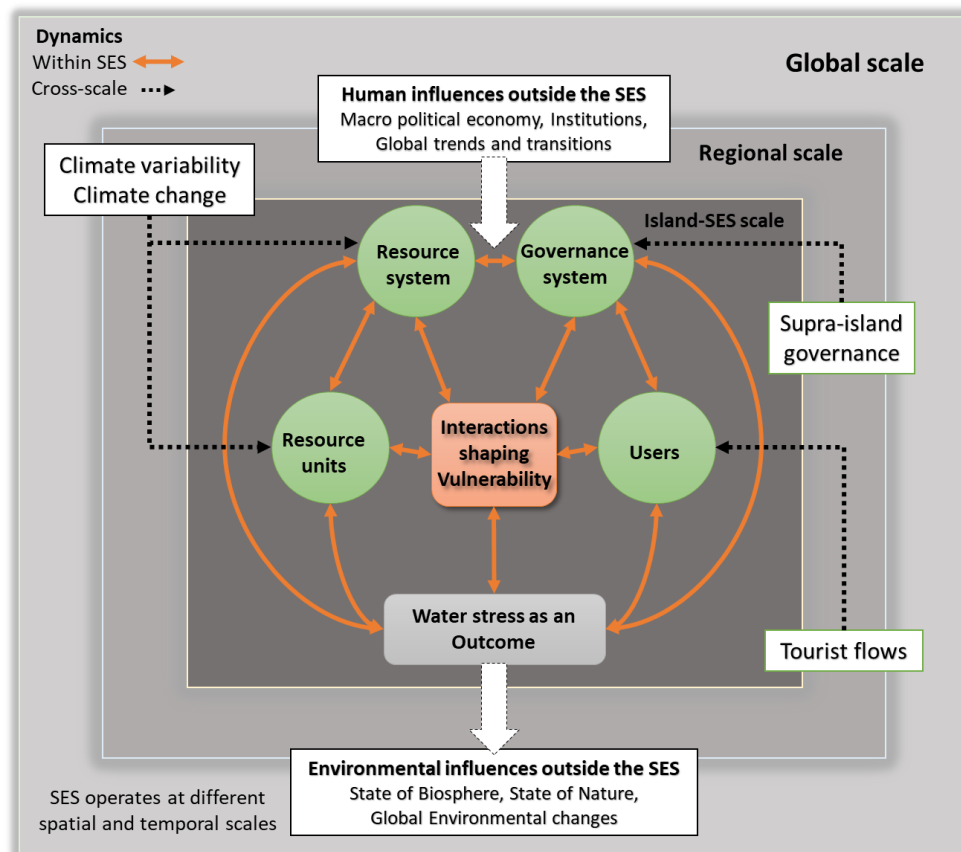 Dynamics
Within SES
Cross-scale
Global scale
Human influences outside the SES
Macro political economy, Institutions,
Global trends and transitions
Regional scale
Climate variability
Climate change
Island-SES scale
Resource
system
Governance
system
Supra-island
governance
Resource
units
Interactions
shaping
Vulnerability
Users
Water stress as an
Outcome
Tourist flows
Environmental influences outside the SES
State of Biosphere, State of Nature,
Global Environmental changes
SES operates at different
spatial and temporal scales